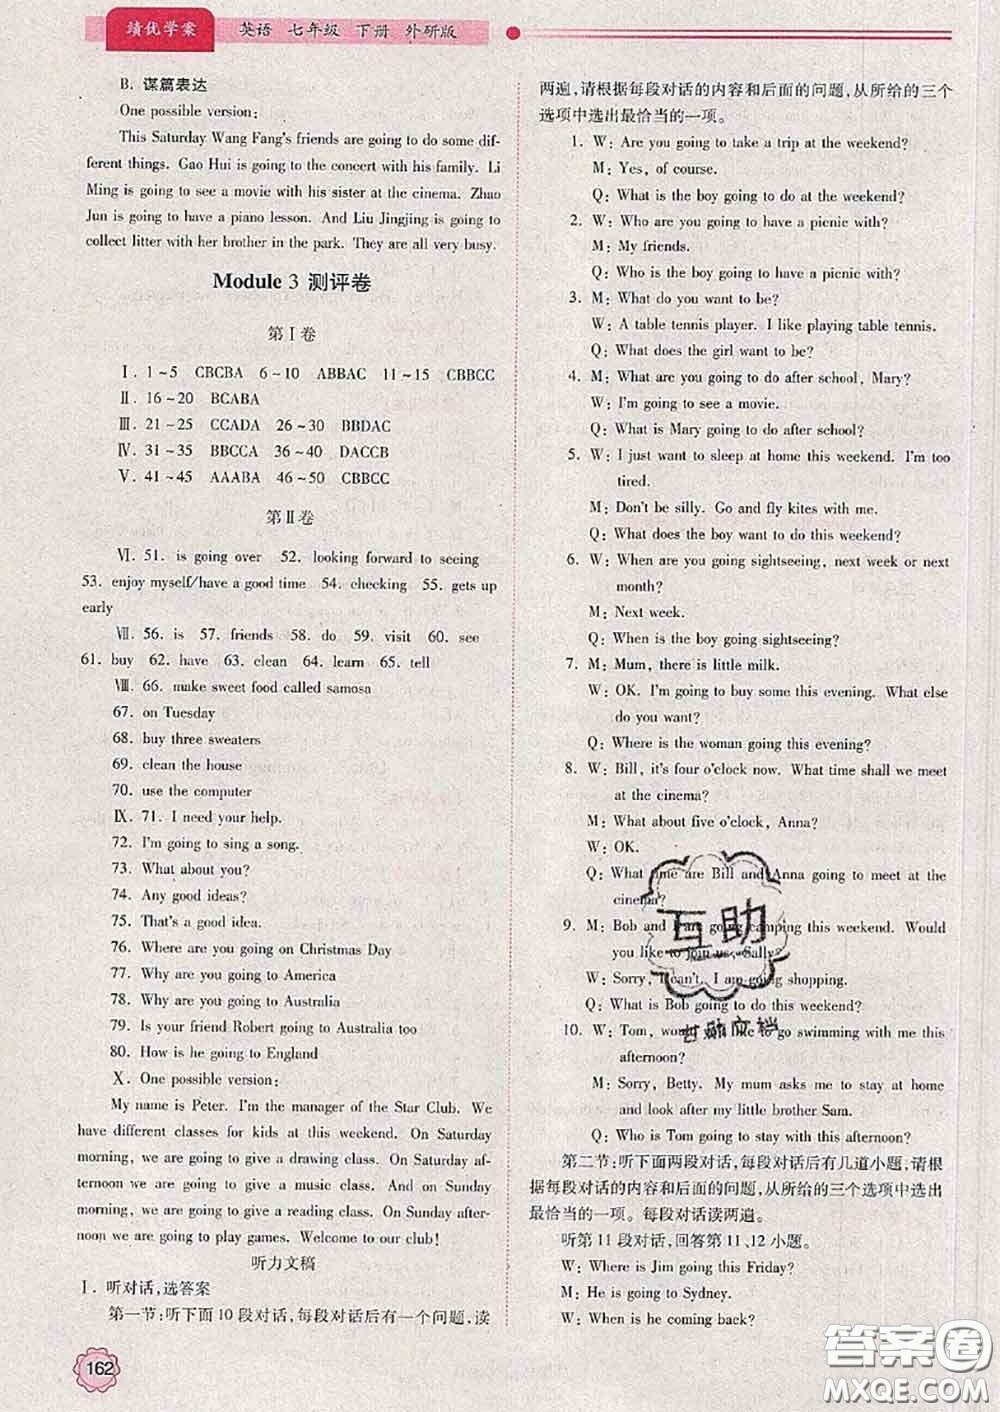 绩优学案 英语 七年级 下册 外研版
B. 谋篇表达
One possible version:
This Saturday Wang Fang's friends are going to do some dif-
ferent things. Gao Hui is going to the concert with his family. Li
Ming is going to see a movie with his sister at the cinema. Zhao
Jun is going to have a piano lesson. And Liu Jingjing is going to
collect litter with her brother in the park. They are all very busy.
Module 3 测评卷
第Ⅰ卷
Ⅰ. 1~5 CBCBA 6~10 ABBAC 11~15 CBBCC
Ⅱ. 16~20 BCABA
Ⅲ. 21~25 CCADA 26~30 BBDAC
Ⅳ. 31~35 BBCCA 36~40 DACCB
Ⅴ. 41~45 AAABA 46~50 CBBCC
第Ⅱ卷
Ⅵ. 51. is going over 52. looking forward to seeing
53. enjoy myself/have a good time 54. checking 55. gets up
early
Ⅶ. 56. is 57. friends 58. do 59. visit 60. see
61. buy 62. have 63. clean 64. learn 65. tell
Ⅷ. 66. make sweet food called samosa
67. on Tuesday
68. buy three sweaters
69. clean the house
70. use the computer
Ⅸ. 71. I need your help.
72. I'm going to sing a song.
73. What about you?
74. Any good ideas?
75. That's a good idea.
76. Where are you going on Christmas Day
77. Why are you going to America
78. Why are you going to Australia
79. Is your friend Robert going to Australia too
80. How is he going to England
Ⅹ. One possible version:
My name is Peter. I'm the manager of the Star Club. We
have different classes for kids at this weekend. On Saturday
morning, we are going to give a drawing class. On Saturday af-
ternoon we are going to give a music class. And on Sunday
morning, we are going to give a reading class. On Sunday after-
noon we are going to play games. Welcome to our club!
听力文稿
Ⅰ. 听对话,选答案
第一节:听下面 10 段对话,每段对话后有一个问题,读
162
两遍,请根据每段对话的内容和后面的问题,从所给的三个
选项中选出最恰当的一项。
1. W: Are you going to take a trip at the weekend?
M: Yes, of course.
Q: What is the boy going to do at the weekend?
2. W: Who are you going to have a picnic with?
M: My friends.
Q: Who is the boy going to have a picnic with?
3. M: What do you want to be?
W: A table tennis player. I like playing table tennis.
Q: What does the girl want to be?
4. M: What are you going to do after school, Mary?
W: I'm going to see a movie.
Q: What is Mary going to do after school?
5. W: I just want to sleep at home this weekend. I'm too
tired.
M: Don't be silly. Go and fly kites with me.
Q: What does the boy want to do this weekend?
6. W: When are you going sightseeing, next week or next
month?
M: Next week.
Q: When is the boy going sightseeing?
7. M: Mum, there is little milk.
W: OK. I'm going to buy some this evening. What else
do you want?
Q: Where is the woman going this evening?
8. W: Bill, it's four o'clock now. What time shall we meet
at the cinema?
M: What about five o'clock, Anna?
W: OK.
Q: What time are Bill and Anna going to meet at the
cinema?
9. M: Bob and I are going camping this weekend. Would
you like to join us, Sally?
W: Sorry, I can't. I am going shopping.
Q: What is Bob going to do this weekend?
10. W: Tom, would you like to go swimming with me this
afternoon?
M: Sorry, Betty. My mum asks me to stay at home
and look after my little brother Sam.
Q: Who is Tom going to stay with this afternoon?
第二节:听下面两段对话,每段对话后有几道小题,请根
据每段对话的内容和后面的问题,从所给的三个选项中选出
最恰当的一项。每段对话读两遍。
听第 11 段对话,回答第 11、12 小题。
W: Where is Jim going this Friday?
M: He is going to Sydney.
W: When is he coming back?
互助
互助文档
答案圈
MXQE.COM